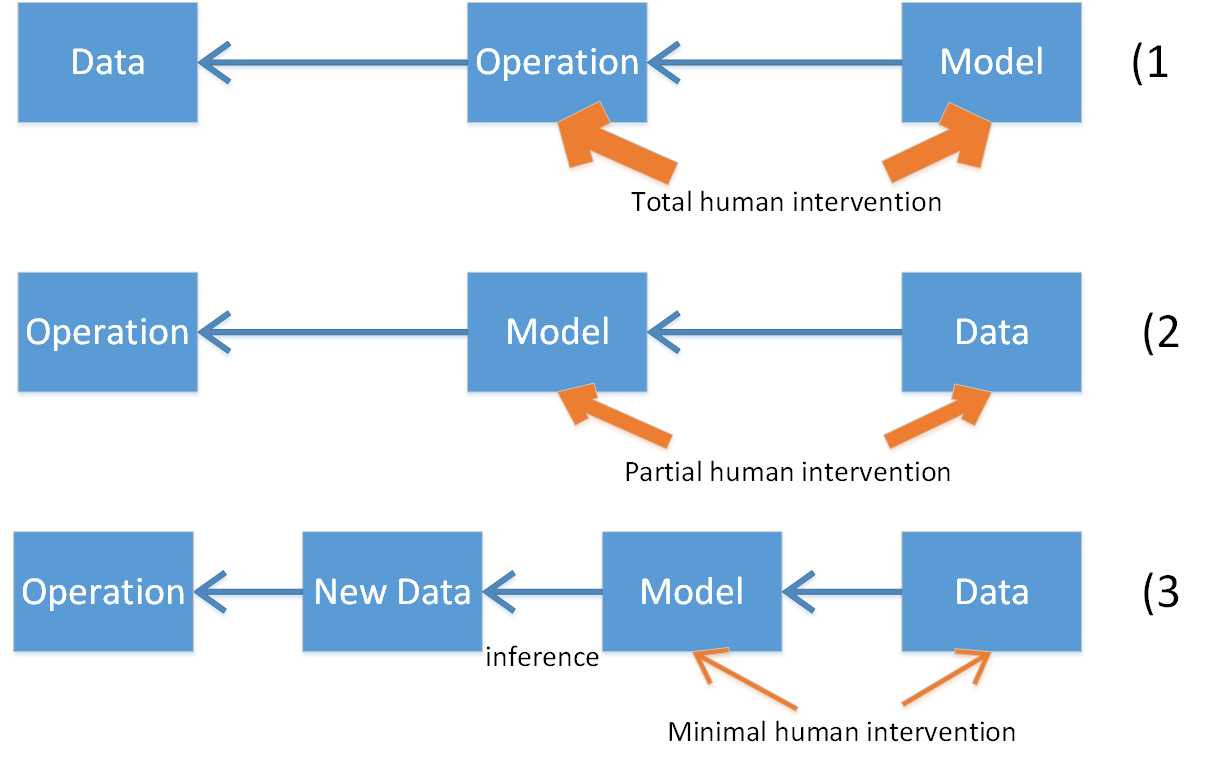 Data Operation Model (1
Total human intervention
Operation Model Data (2
Partial human intervention
Operation New Data Model Data (3
inference
Minimal human intervention